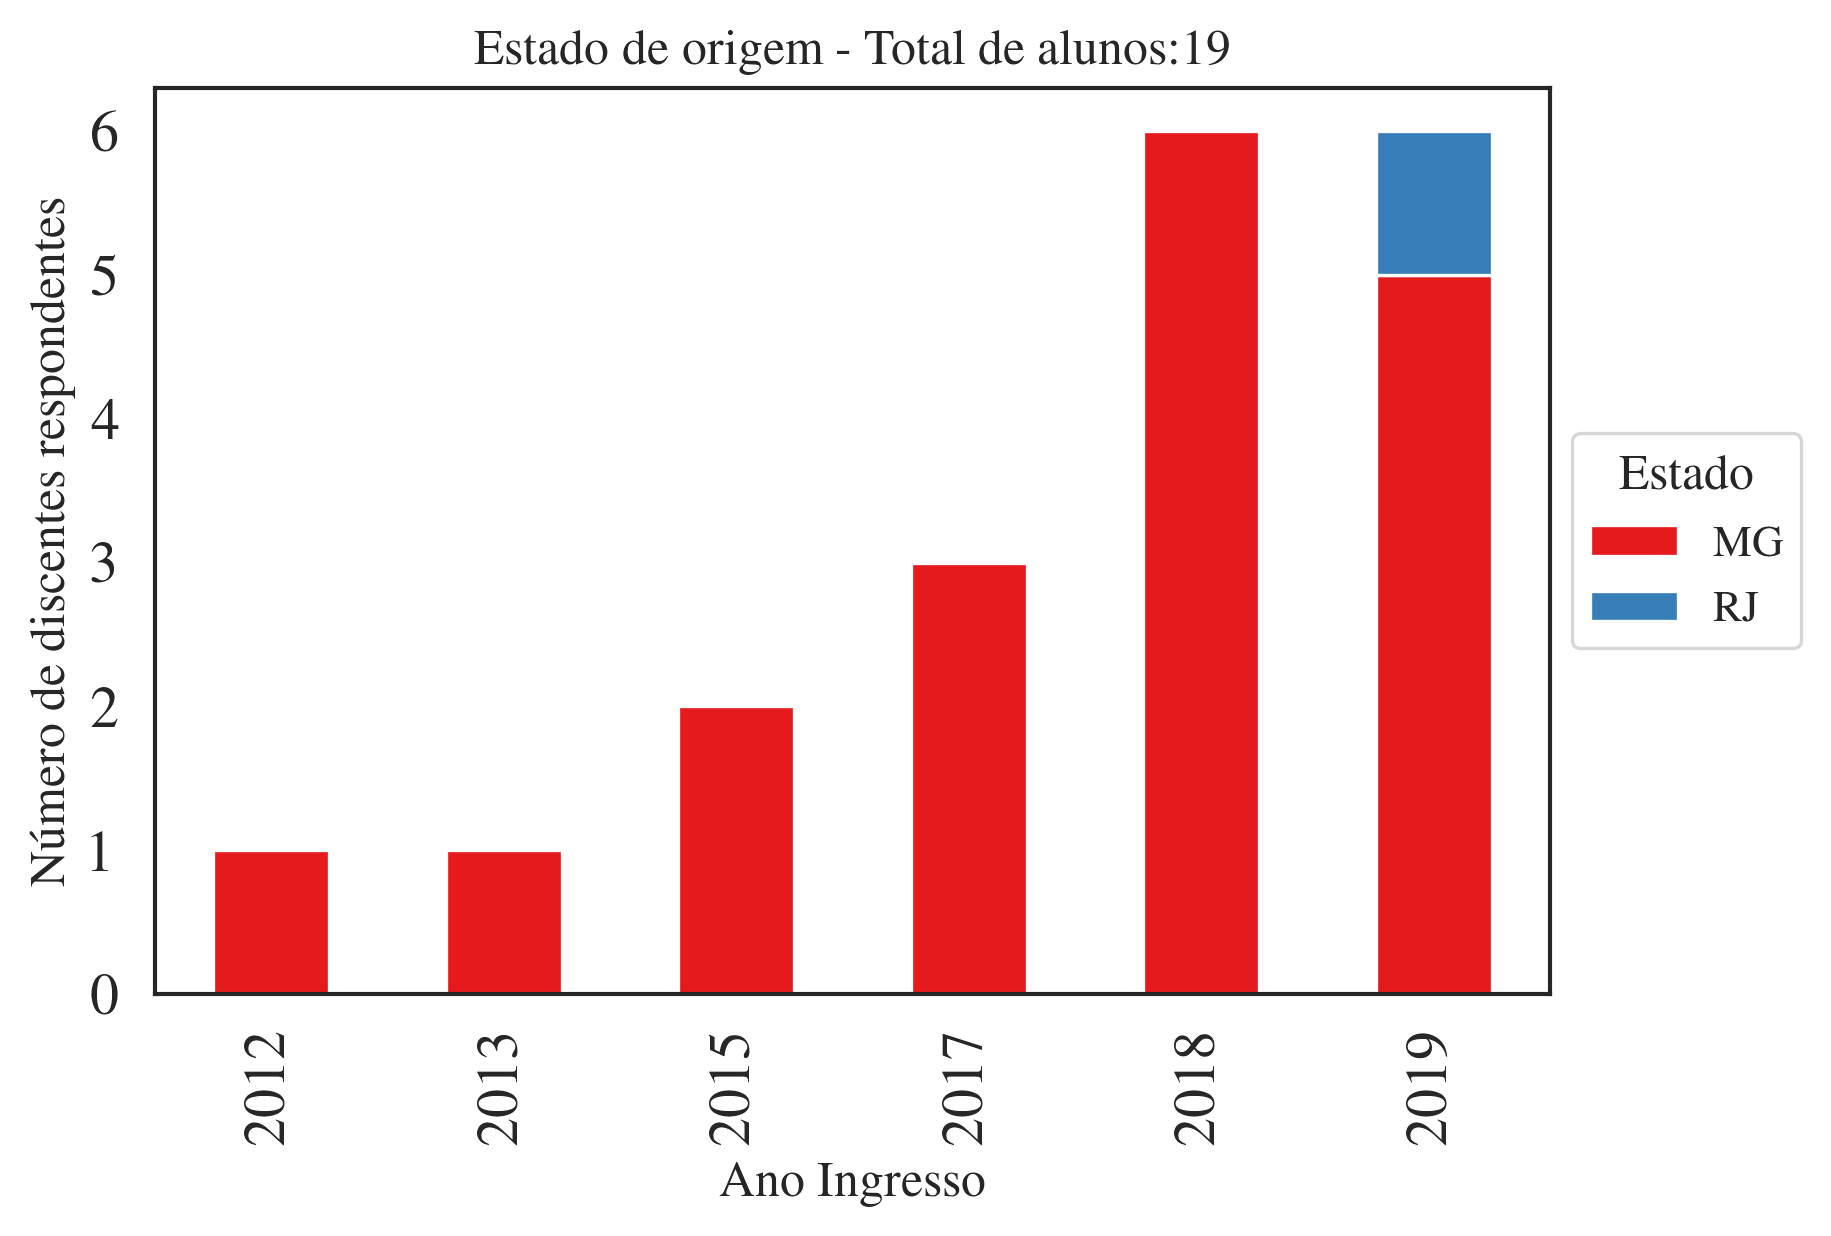 Estado de origem - Total de alunos:19
Número de discentes respondentes
6
5
4
3
2
1
0
2012
2013
2015
2017
2018
2019
Ano Ingresso
Estado
MG
RJ